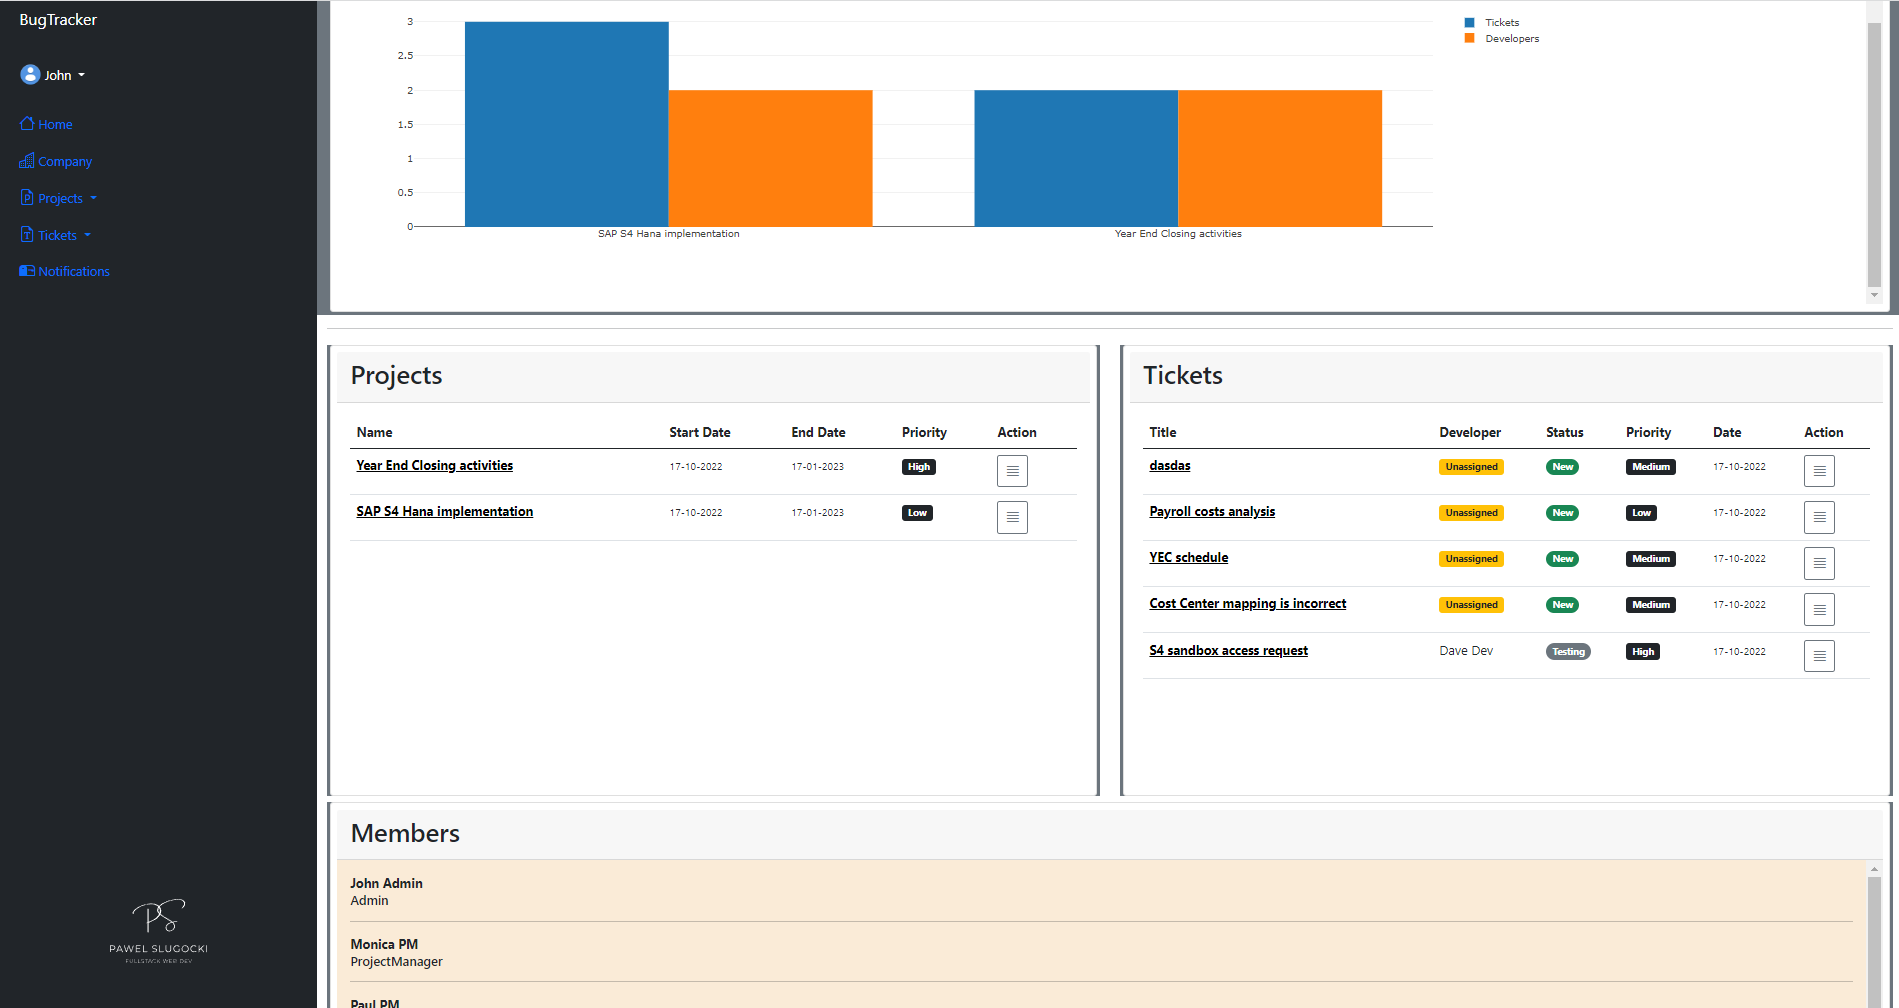 BugTracker
John
Home
Company
Projects
Tickets
Notifications
PAWEL SLUGOCKI
FULLSTACK WEB DEV
3
2.5
2
1.5
1
0.5
0
SAP S4 Hana implementation
Year End Closing activities
Tickets
Developers
Projects
Name Start Date End Date Priority Action
Year End Closing activities 17-10-2022 17-01-2023 High
SAP S4 Hana implementation 17-10-2022 17-01-2023 Low
Tickets
Title Developer Status Priority Date Action
dasdas Unassigned New Medium 17-10-2022
Payroll costs analysis Unassigned New Low 17-10-2022
YEC schedule Unassigned New Medium 17-10-2022
Cost Center mapping is incorrect Unassigned New Medium 17-10-2022
S4 sandbox access request Dave Dev Testing High 17-10-2022
Members
John Admin
Admin
Monica PM
ProjectManager
Paul PM